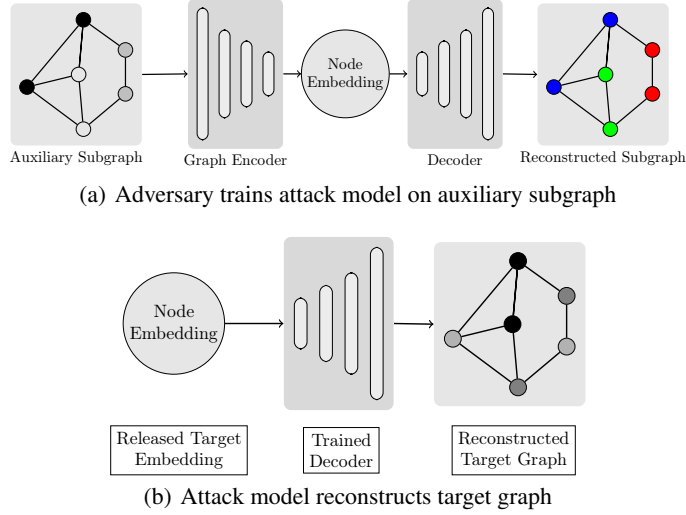 Node
Embedding
Auxiliary Subgraph
Graph Encoder
Decoder
Reconstructed Subgraph
(a) Adversary trains attack model on auxiliary subgraph
Node
Embedding
Released Target
Embedding
Trained
Decoder
Reconstructed
Target Graph
(b) Attack model reconstructs target graph